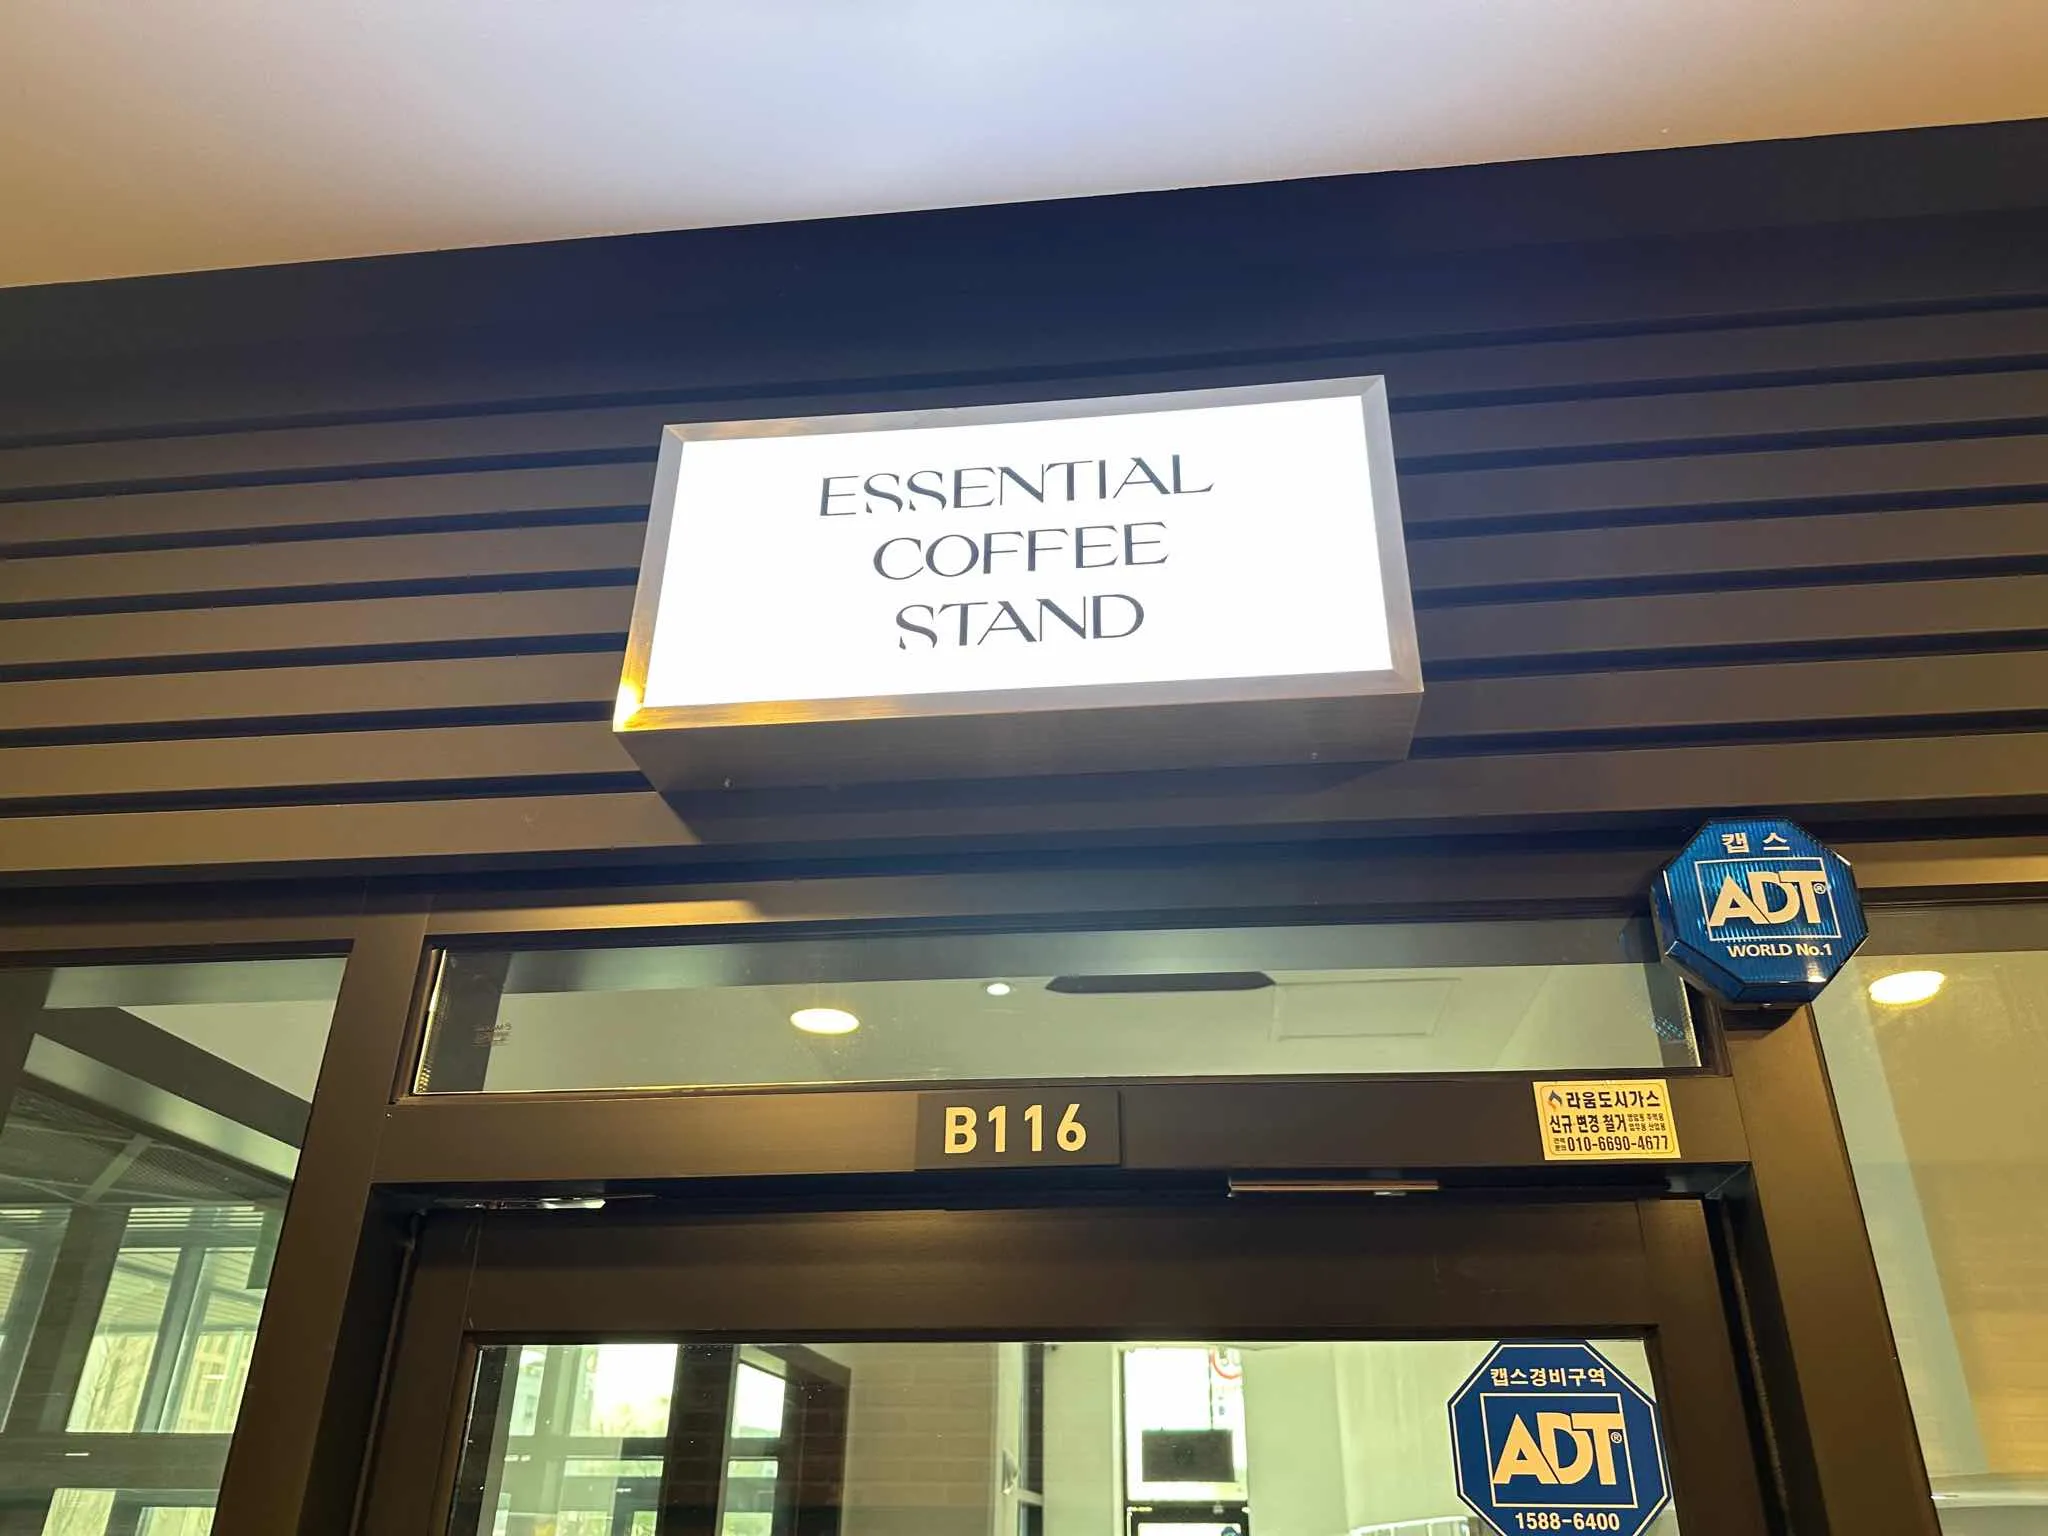 ESSENTIAL
COFFEE
STAND
캡스
ADT®
WORLD No.1
B116
라움도시가스
신규·변경·철거
010-6690-4677
캡스경비구역
ADT®
1588-6400